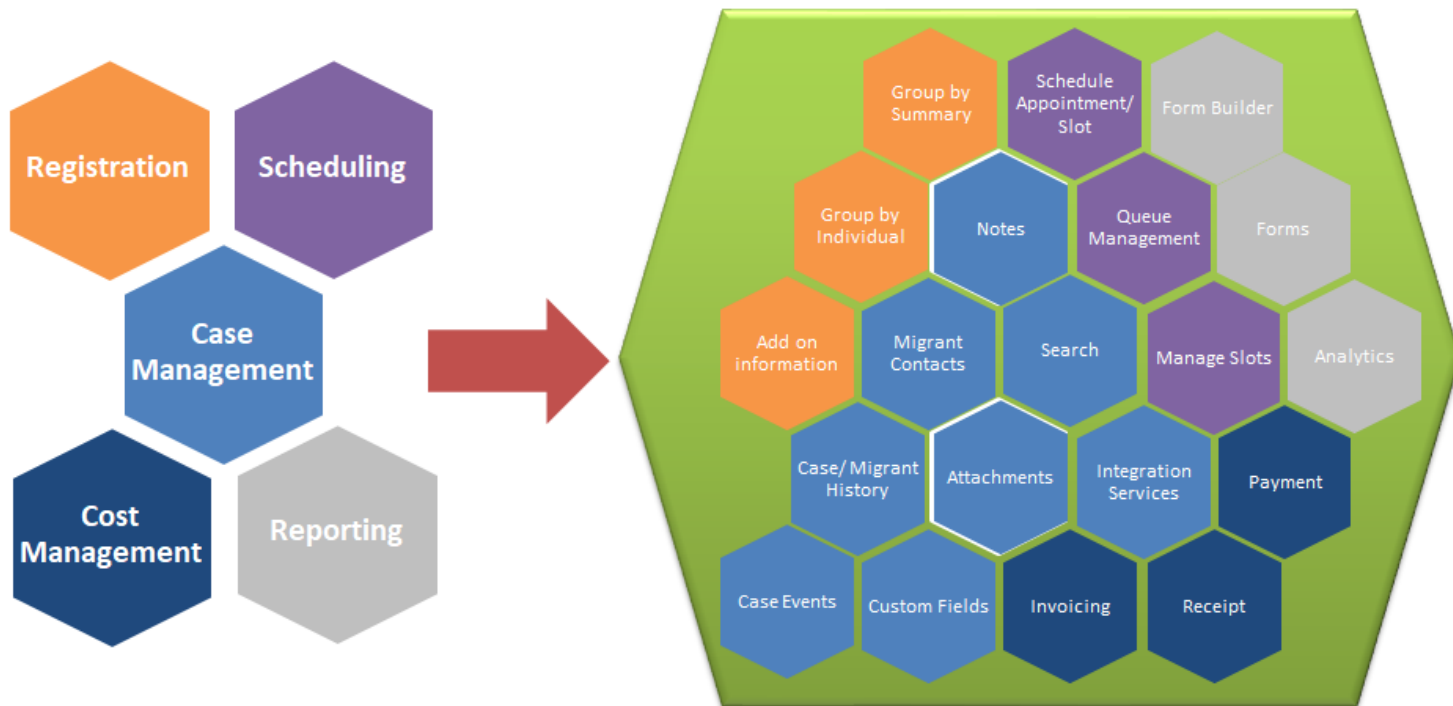 Registration
Scheduling
Case
Management
Cost
Management
Reporting
Group by
Summary
Schedule
Appointment/
Slot
Form Builder
Group by
Individual
Notes
Queue
Management
Forms
Add on
information
Migrant
Contacts
Search
Manage Slots
Analytics
Case/ Migrant
History
Attachments
Integration
Services
Payment
Case Events
Custom Fields
Invoicing
Receipt